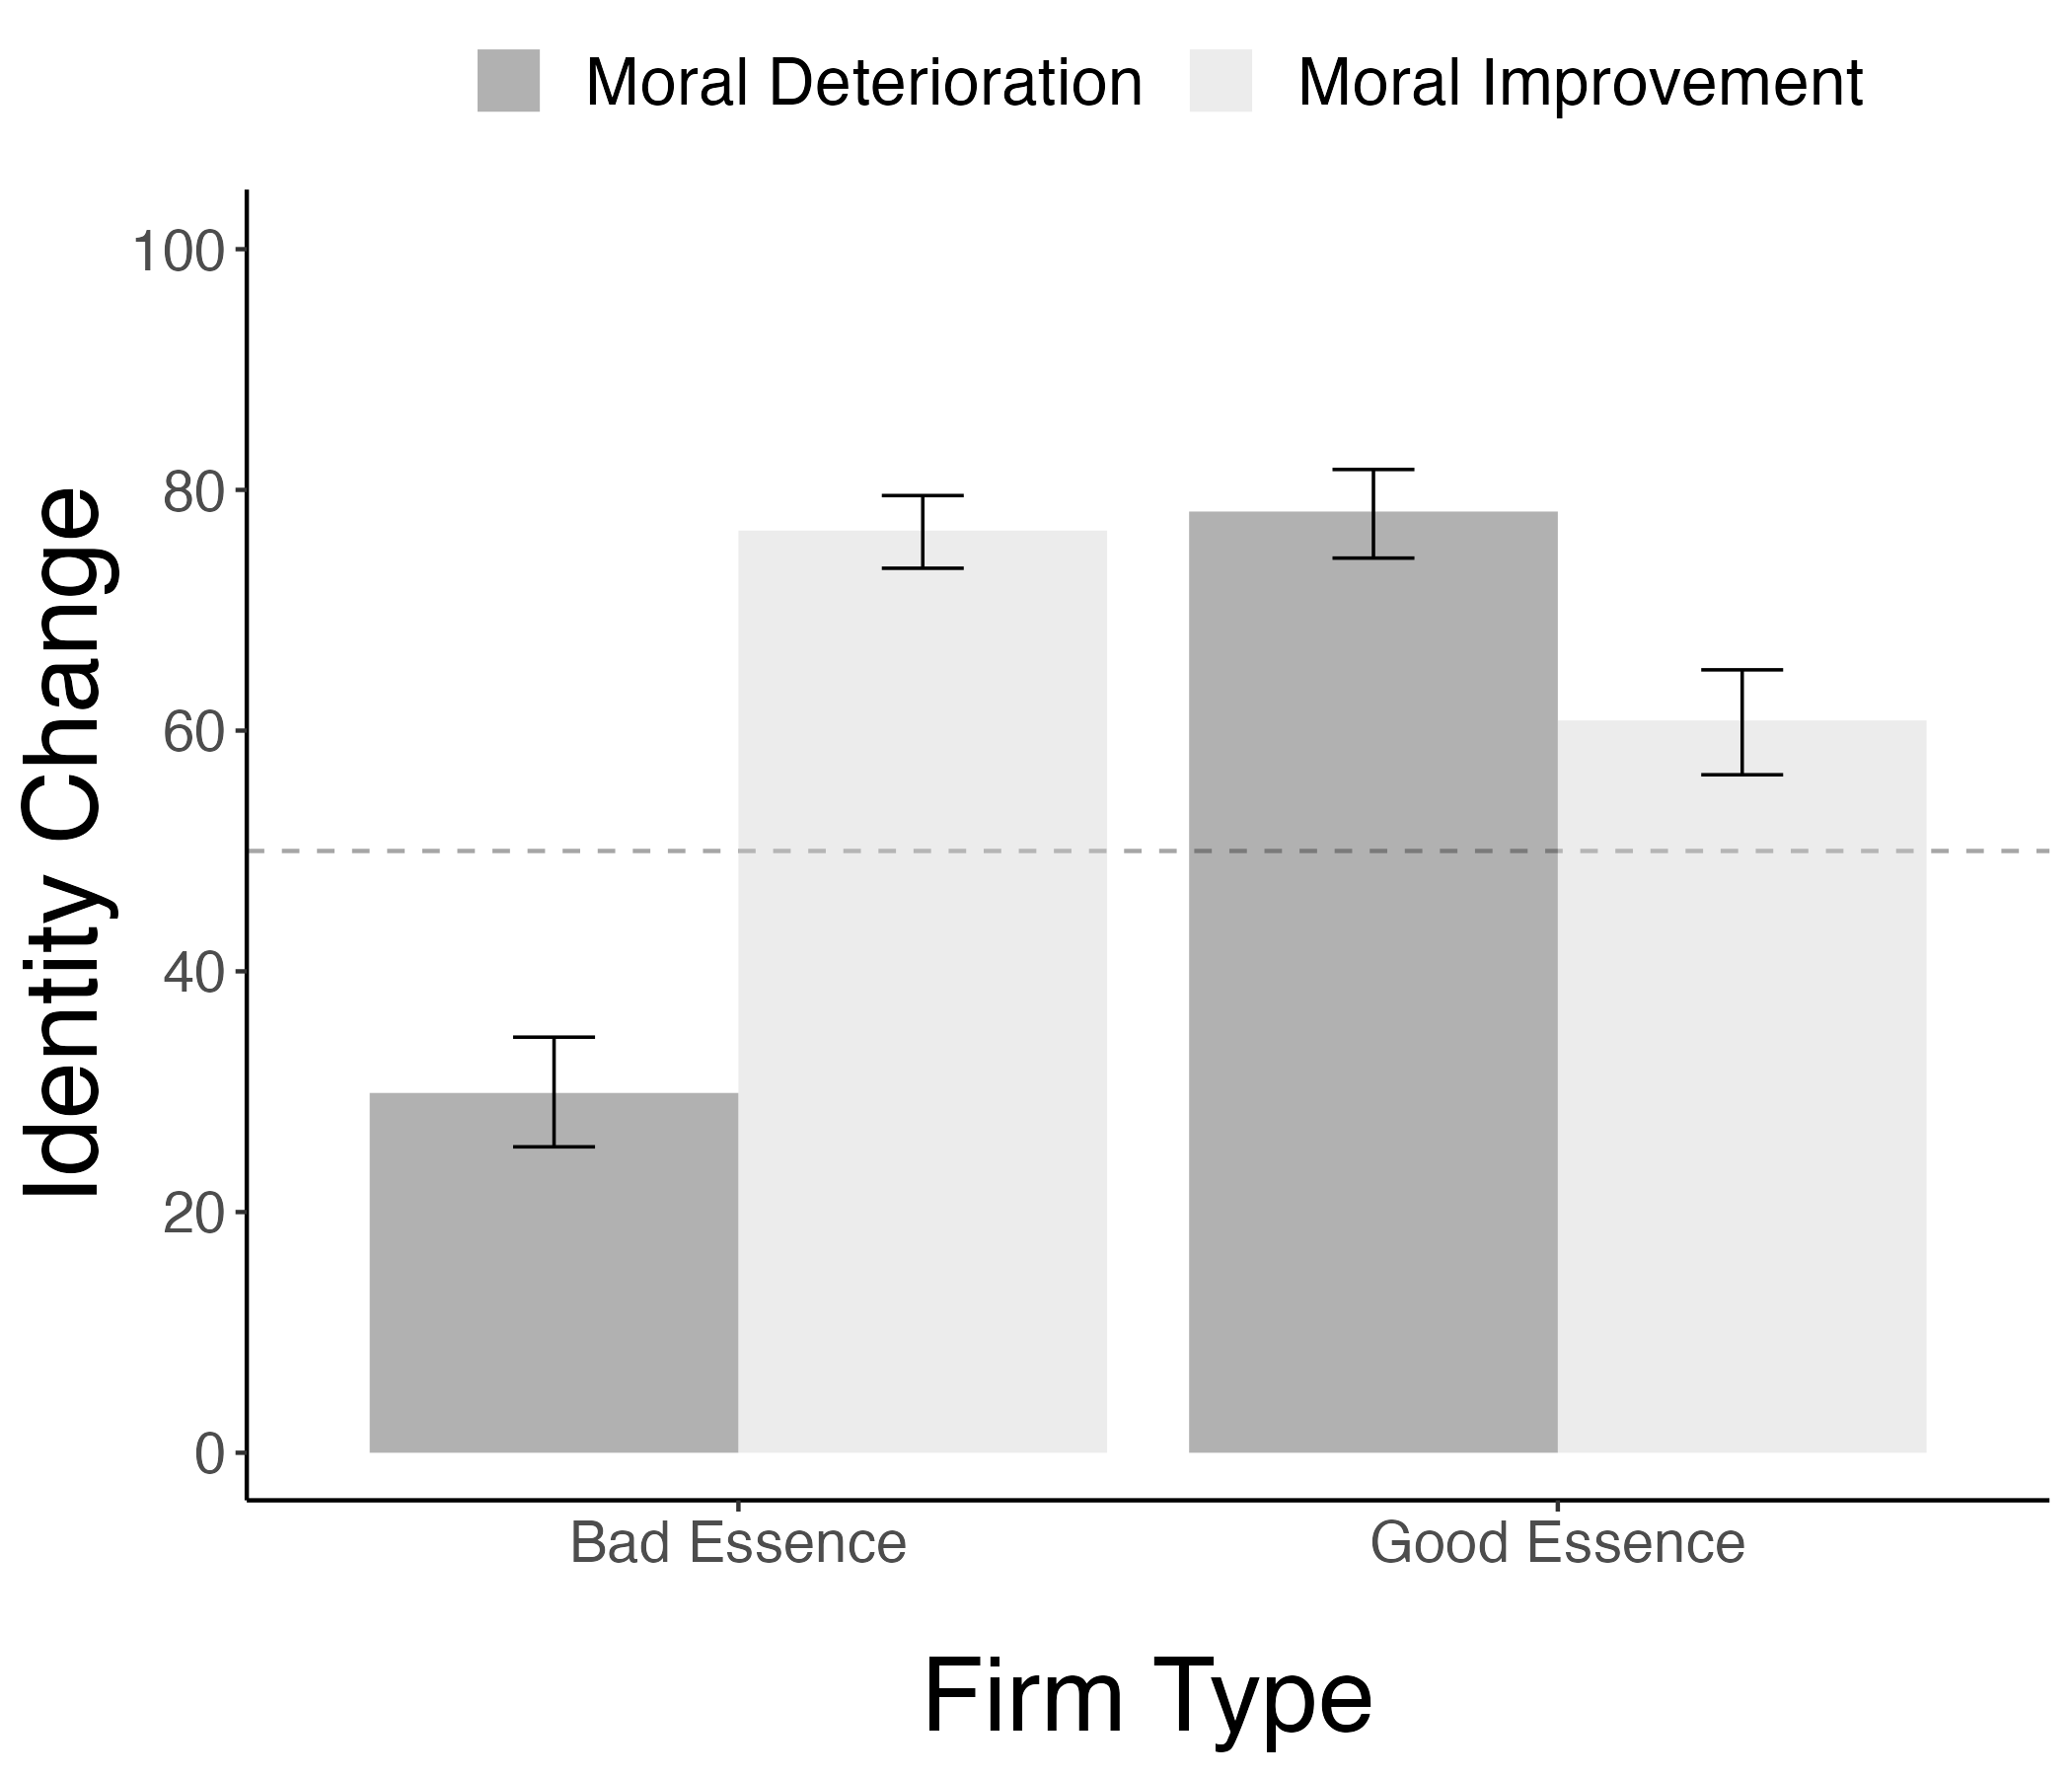 Moral Deterioration Moral Improvement
Identity Change
100
80
60
40
20
0
Bad Essence Good Essence
Firm Type